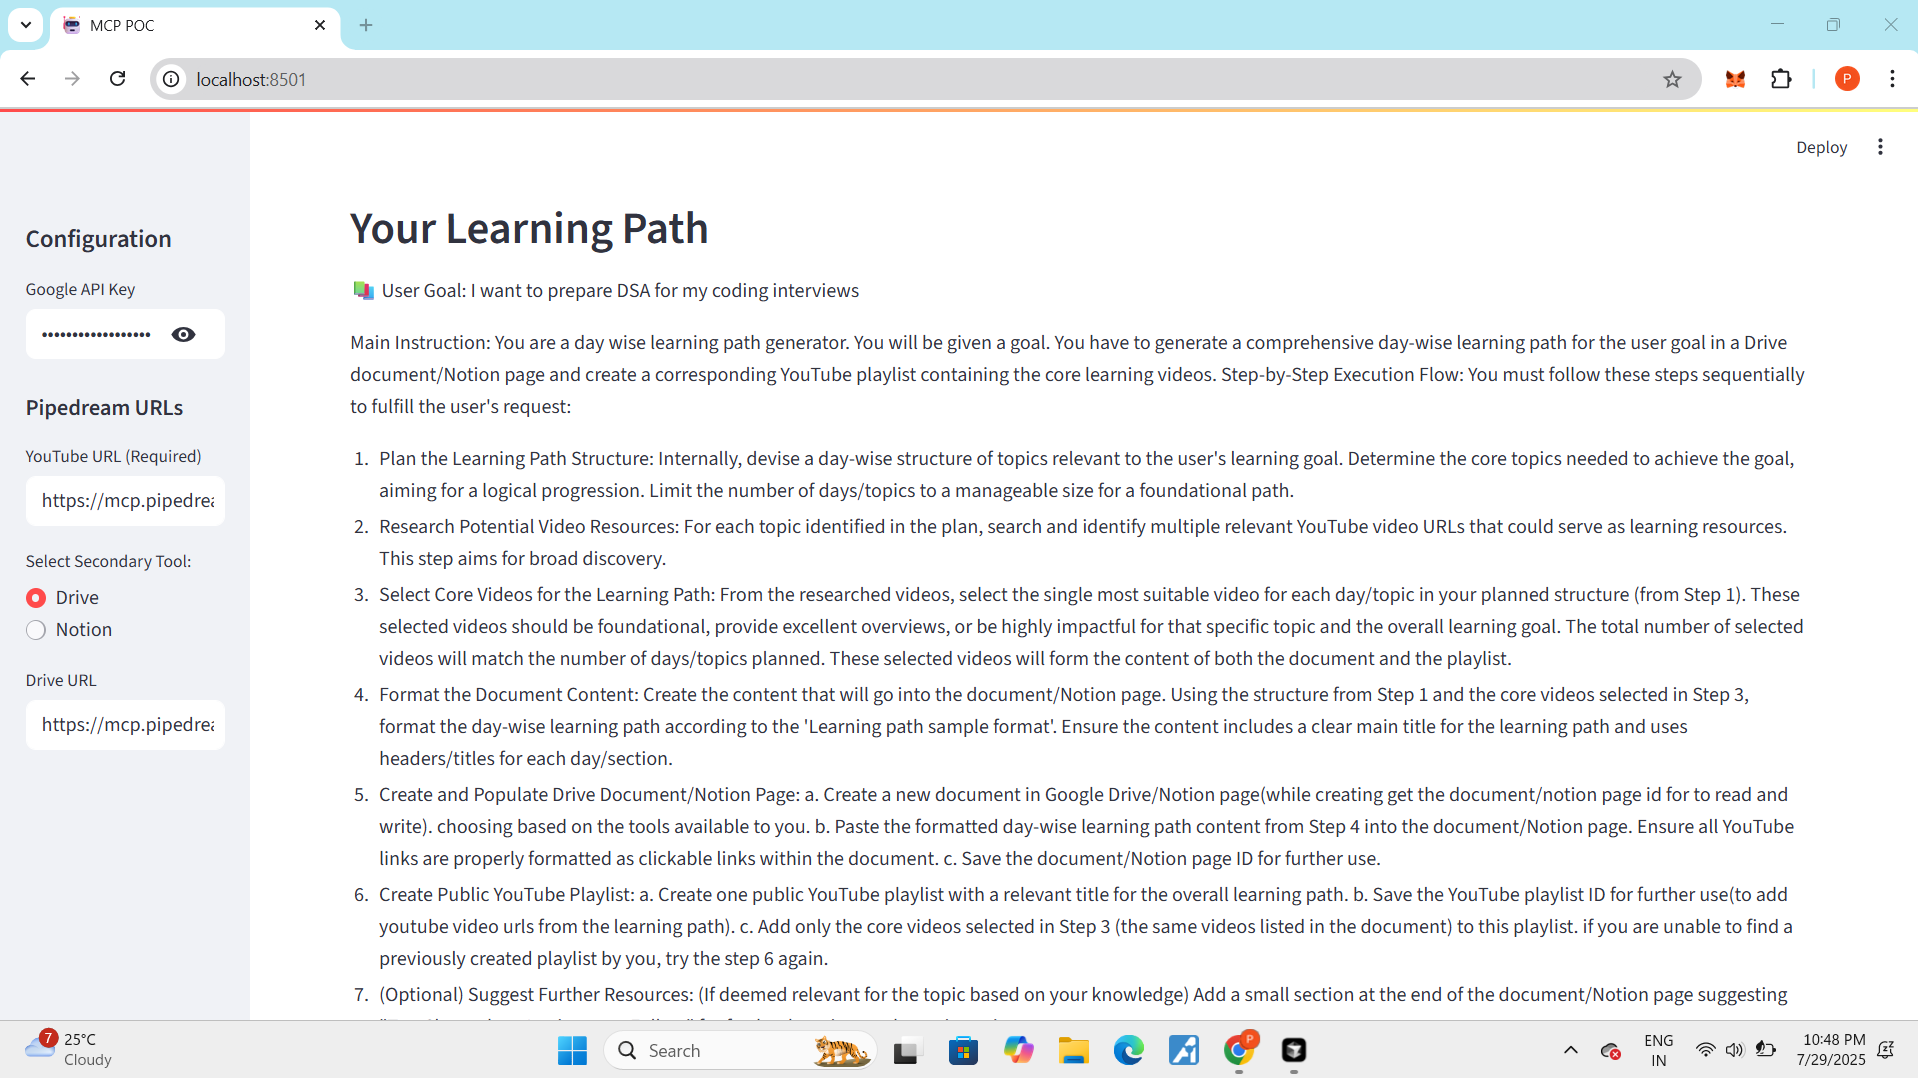 MCP POC
localhost:8501
P
Deploy
Configuration
Google API Key
Pipedream URLs
YouTube URL (Required)
https://mcp.pipedrea
Select Secondary Tool:
Drive
Notion
Drive URL
https://mcp.pipedrea
Your Learning Path
User Goal: I want to prepare DSA for my coding interviews
Main Instruction: You are a day wise learning path generator. You will be given a goal. You have to generate a comprehensive day-wise learning path for the user goal in a Drive
document/Notion page and create a corresponding YouTube playlist containing the core learning videos. Step-by-Step Execution Flow: You must follow these steps sequentially
to fulfill the user's request:
1. Plan the Learning Path Structure: Internally, devise a day-wise structure of topics relevant to the user's learning goal. Determine the core topics needed to achieve the goal,
aiming for a logical progression. Limit the number of days/topics to a manageable size for a foundational path.
2. Research Potential Video Resources: For each topic identified in the plan, search and identify multiple relevant YouTube video URLs that could serve as learning resources.
This step aims for broad discovery.
3. Select Core Videos for the Learning Path: From the researched videos, select the single most suitable video for each day/topic in your planned structure (from Step 1). These
selected videos should be foundational, provide excellent overviews, or be highly impactful for that specific topic and the overall learning goal. The total number of selected
videos will match the number of days/topics planned. These selected videos will form the content of both the document and the playlist.
4. Format the Document Content: Create the content that will go into the document/Notion page. Using the structure from Step 1 and the core videos selected in Step 3,
format the day-wise learning path according to the 'Learning path sample format'. Ensure the content includes a clear main title for the learning path and uses
headers/titles for each day/section.
5. Create and Populate Drive Document/Notion Page: a. Create a new document in Google Drive/Notion page(while creating get the document/notion page id for to read and
write). choosing based on the tools available to you. b. Paste the formatted day-wise learning path content from Step 4 into the document/Notion page. Ensure all YouTube
links are properly formatted as clickable links within the document. c. Save the document/Notion page ID for further use.
6. Create Public YouTube Playlist: a. Create one public YouTube playlist with a relevant title for the overall learning path. b. Save the YouTube playlist ID for further use(to add
youtube video urls from the learning path). c. Add only the core videos selected in Step 3 (the same videos listed in the document) to this playlist. if you are unable to find a
previously created playlist by you, try the step 6 again.
7. (Optional) Suggest Further Resources: (If deemed relevant for the topic based on your knowledge) Add a small section at the end of the document/Notion page suggesting
7
25°C
Cloudy
Search
P
ENG
IN
10:48 PM
7/29/2025